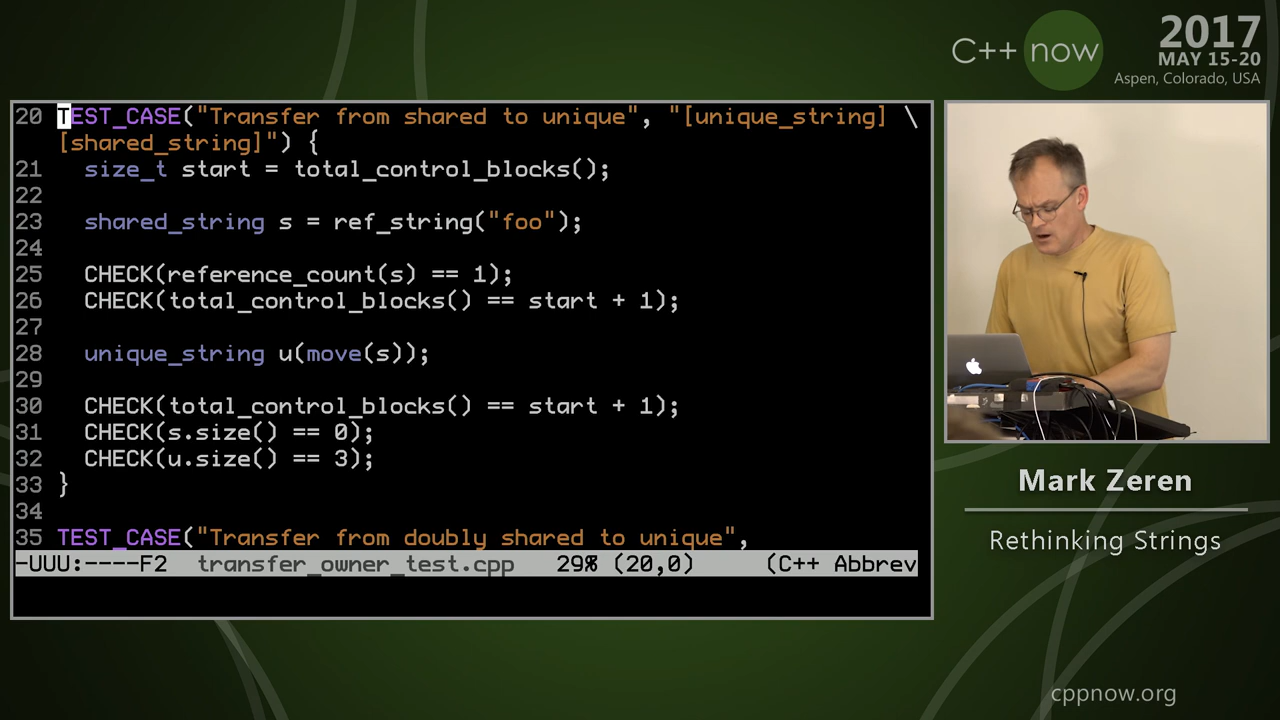 C++ now
2017
MAY 15-20
Aspen, Colorado, USA
20 TEST_CASE("Transfer from shared to unique", "[unique_string] \
[shared_string]") {
21 size_t start = total_control_blocks();
22
23 shared_string s = ref_string("foo");
24
25 CHECK(reference_count(s) == 1);
26 CHECK(total_control_blocks() == start + 1);
27
28 unique_string u(move(s));
29
30 CHECK(total_control_blocks() == start + 1);
31 CHECK(s.size() == 0);
32 CHECK(u.size() == 3);
33 }
34
35 TEST_CASE("Transfer from doubly shared to unique",
-UUU:----F2 transfer_owner_test.cpp 29% (20,0) (C++ Abbrev
Mark Zeren
Rethinking Strings
cppnow.org